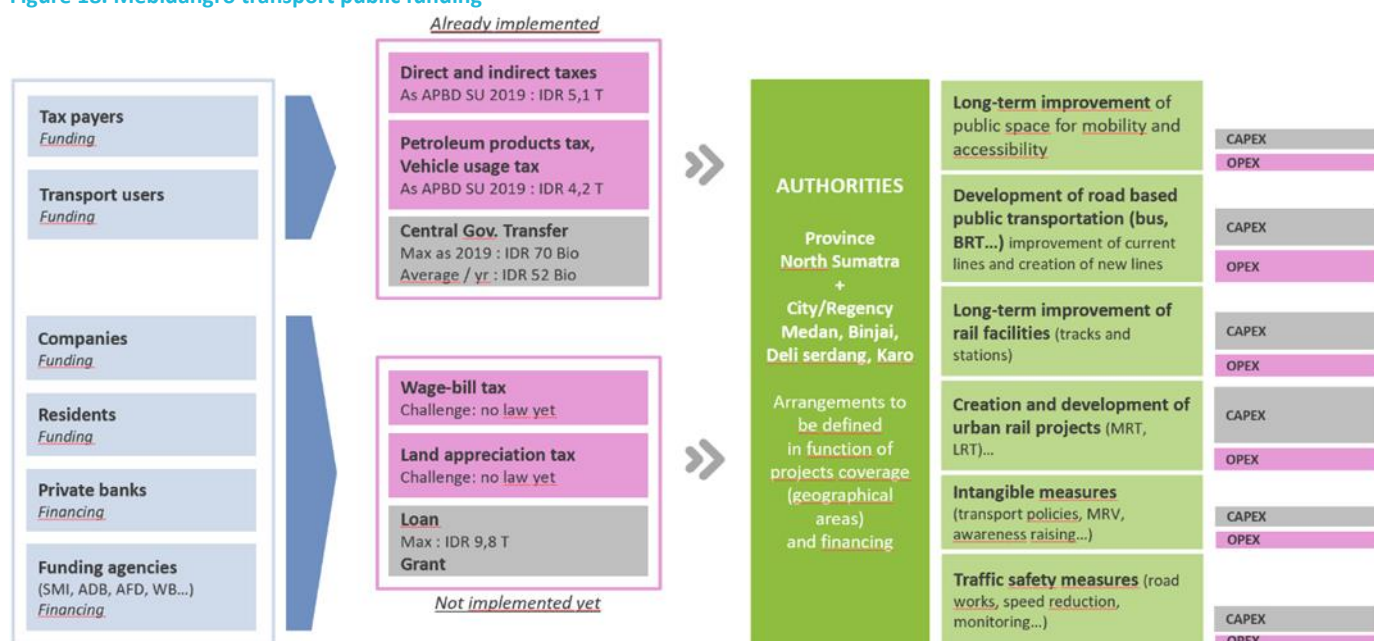 Figure 18. Mebidangro transport public funding
Already implemented
Tax payers
Funding
Transport users
Funding
Companies
Funding
Residents
Funding
Private banks
Financing
Funding agencies
(SMI, ADB, AFD, WB...)
Financing
Direct and indirect taxes
As APBD SU 2019 : IDR 5,1 T
Petroleum products tax,
Vehicle usage tax
As APBD SU 2019 : IDR 4,2 T
Central Gov. Transfer
Max as 2019 : IDR 70 Bio
Average / yr : IDR 52 Bio
Wage-bill tax
Challenge: no law yet
Land appreciation tax
Challenge: no law yet
Loan
Max : IDR 9,8 T
Grant
Not implemented yet
AUTHORITIES
Province
North Sumatra
+
City/Regency
Medan, Binjai,
Deli serdang, Karo
Arrangements to
be defined
in function of
projects coverage
(geographical
areas)
and financing
Long-term improvement of
public space for mobility and
accessibility
CAPEX
OPEX
Development of road based
public transportation (bus,
BRT...) improvement of current
lines and creation of new lines
CAPEX
OPEX
Long-term improvement of
rail facilities (tracks and
stations)
CAPEX
OPEX
Creation and development of
urban rail projects (MRT,
LRT)...
CAPEX
OPEX
Intangible measures
(transport policies, MRV,
awareness raising...)
CAPEX
OPEX
Traffic safety measures (road
works, speed reduction,
monitoring...)
CAPEX
OPEX